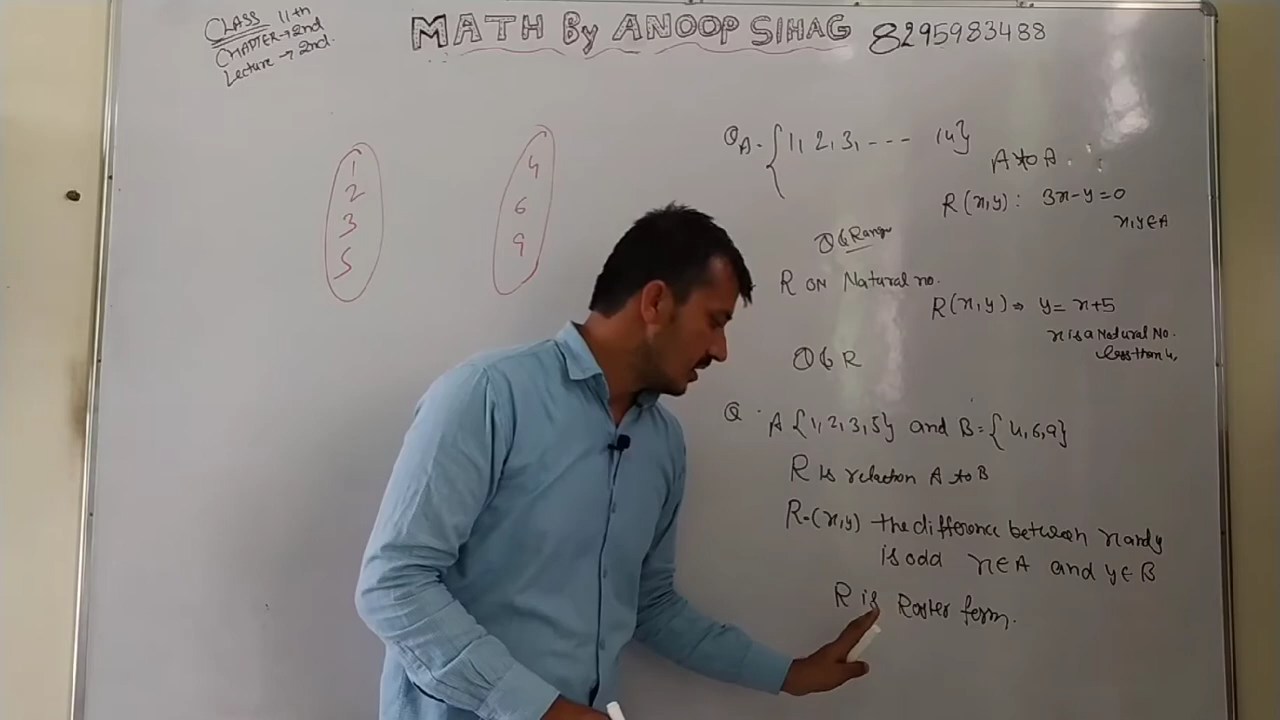 CLASS 11th
CHAPTER → 2nd
Lecture → 2nd.
MATH By ANOOP SIHAG 8295983488
1
2
3
5
4
6
9
Q A = {1, 2, 3, --- 14}
A to A
R(x,y) : 3x-y=0
x,y∈A
Range
R ON Natural no.
R(x,y) ⇒ y= x+5
x is a Natural No.
less than 4,
R
Q. A {1, 2, 3, 5} and B = {4, 6, 9}
R is relation A to B
R=(x,y) the difference between x and y
is odd x∈A and y∈B
R is Roster form.